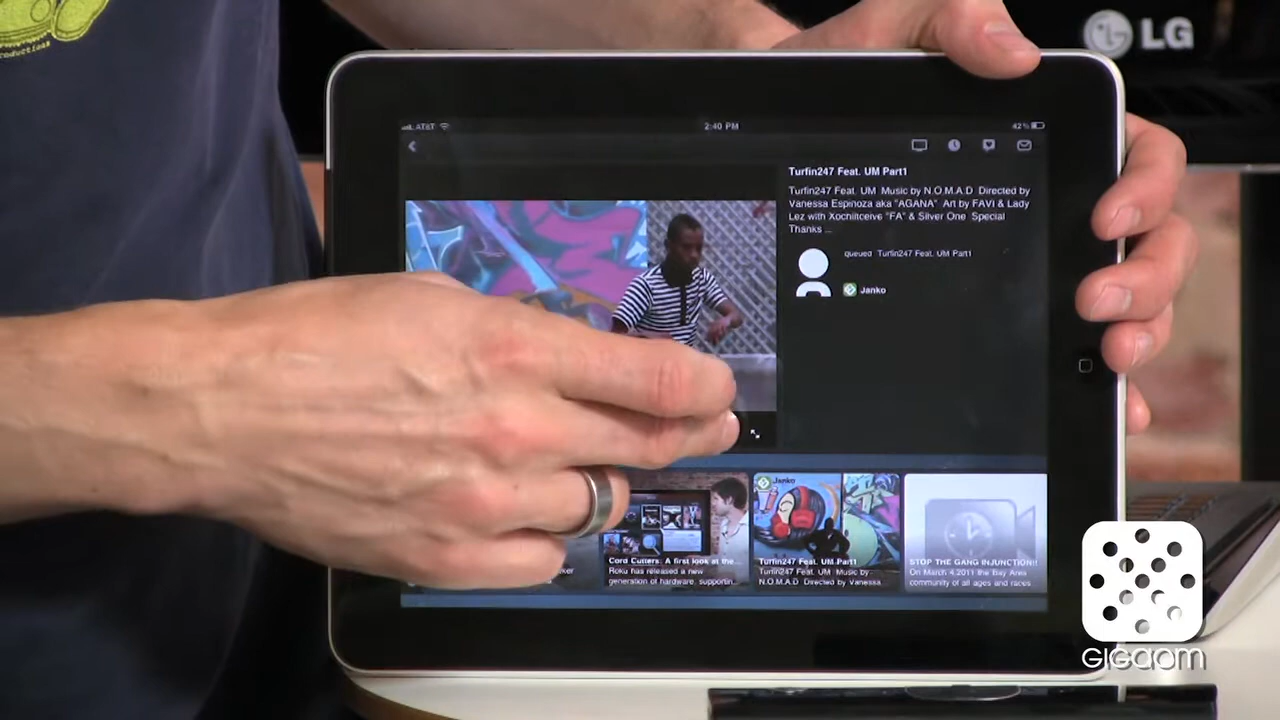 roductions
LG
AT&T
2:40 PM
42%
Turfin247 Feat. UM Part1
Turfin247 Feat. UM Music by N.O.M.A.D Directed by
Vanessa Espinoza aka "AGANA" Art by FAVI & Lady
Lez with Xochiitceive "FA" & Silver One Special
Thanks ...
queued Turfin247 Feat. UM Part1
Janko
Janko
Cord Cutters: A first look at the...
Roku has released a new
generation of hardware, supportin...
Turfin247 Feat. UM Part1
Turfin247 Feat. UM Music by
N.O.M.A.D Directed by Vanessa
STOP THE GANG INJUNCTION!!
On March 4,2011 the Bay Area
community of all ages and races
GIGAOM